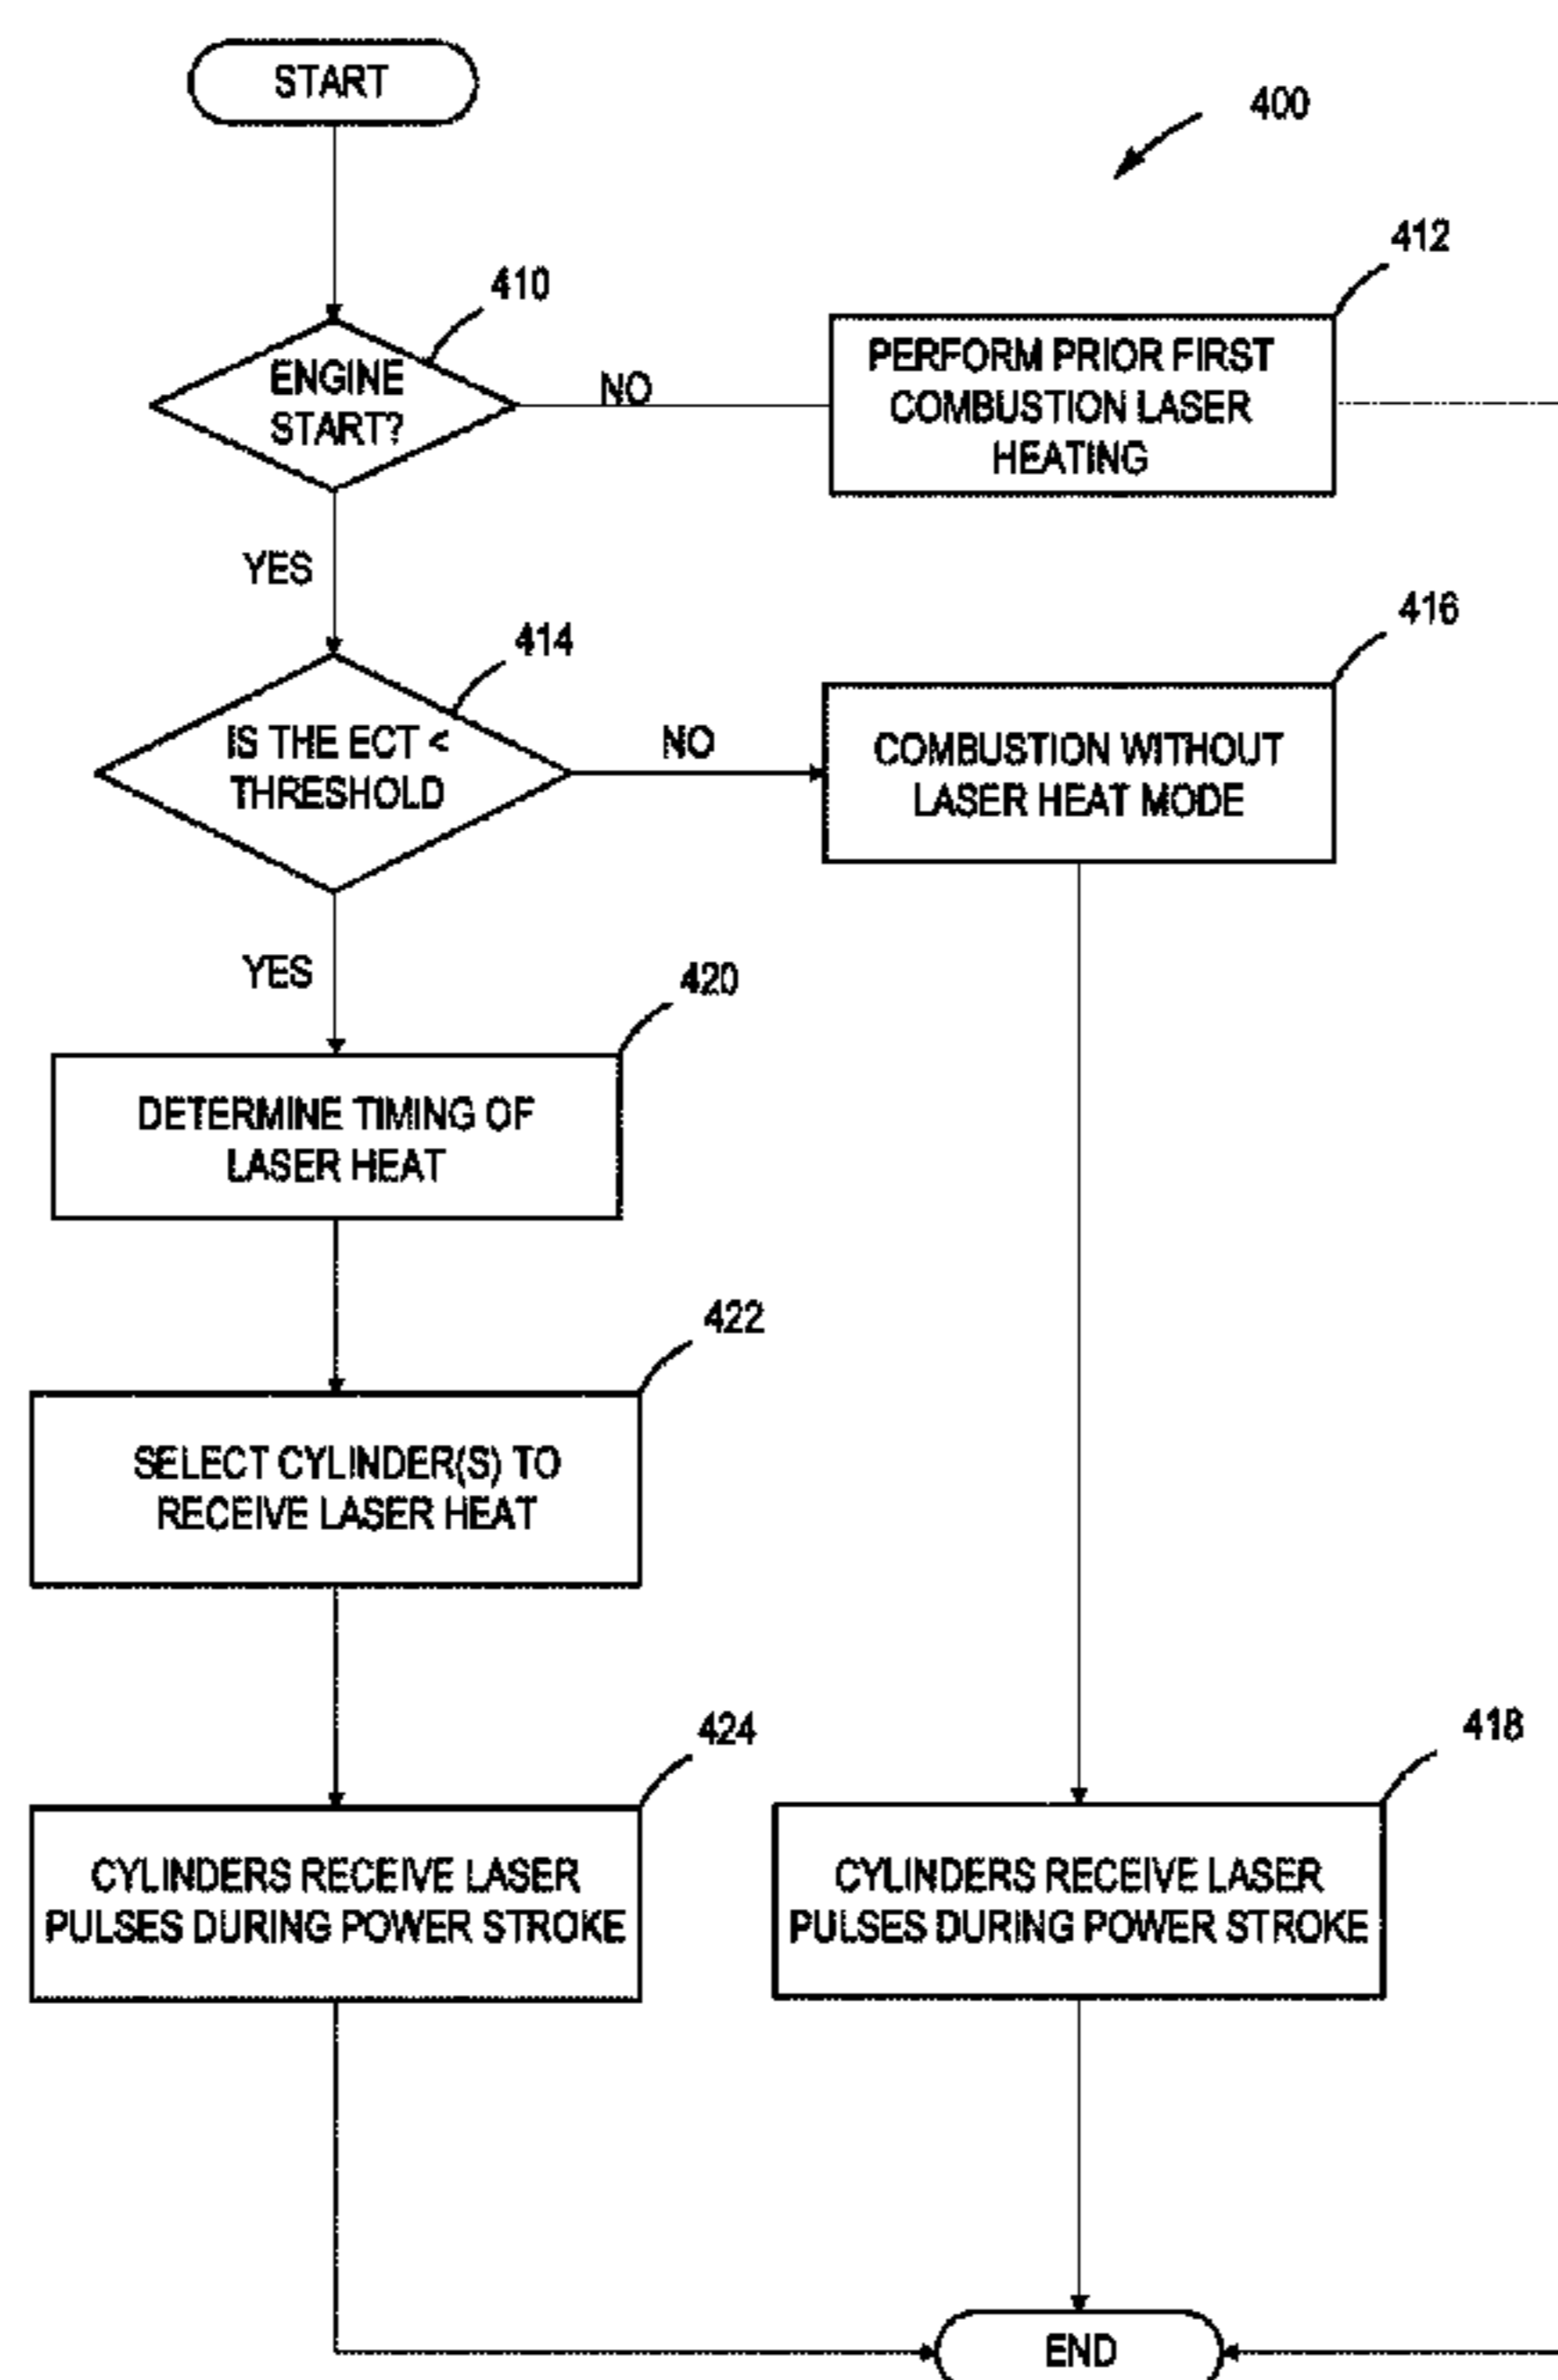 START
400
410
412
ENGINE
START?
NO
PERFORM PRIOR FIRST
COMBUSTION LASER
HEATING
YES
414
416
IS THE ECT <
THRESHOLD
NO
COMBUSTION WITHOUT
LASER HEAT MODE
YES
420
DETERMINE TIMING OF
LASER HEAT
422
SELECT CYLINDER(S) TO
RECEIVE LASER HEAT
424
418
CYLINDERS RECEIVE LASER
PULSES DURING POWER STROKE
CYLINDERS RECEIVE LASER
PULSES DURING POWER STROKE
END